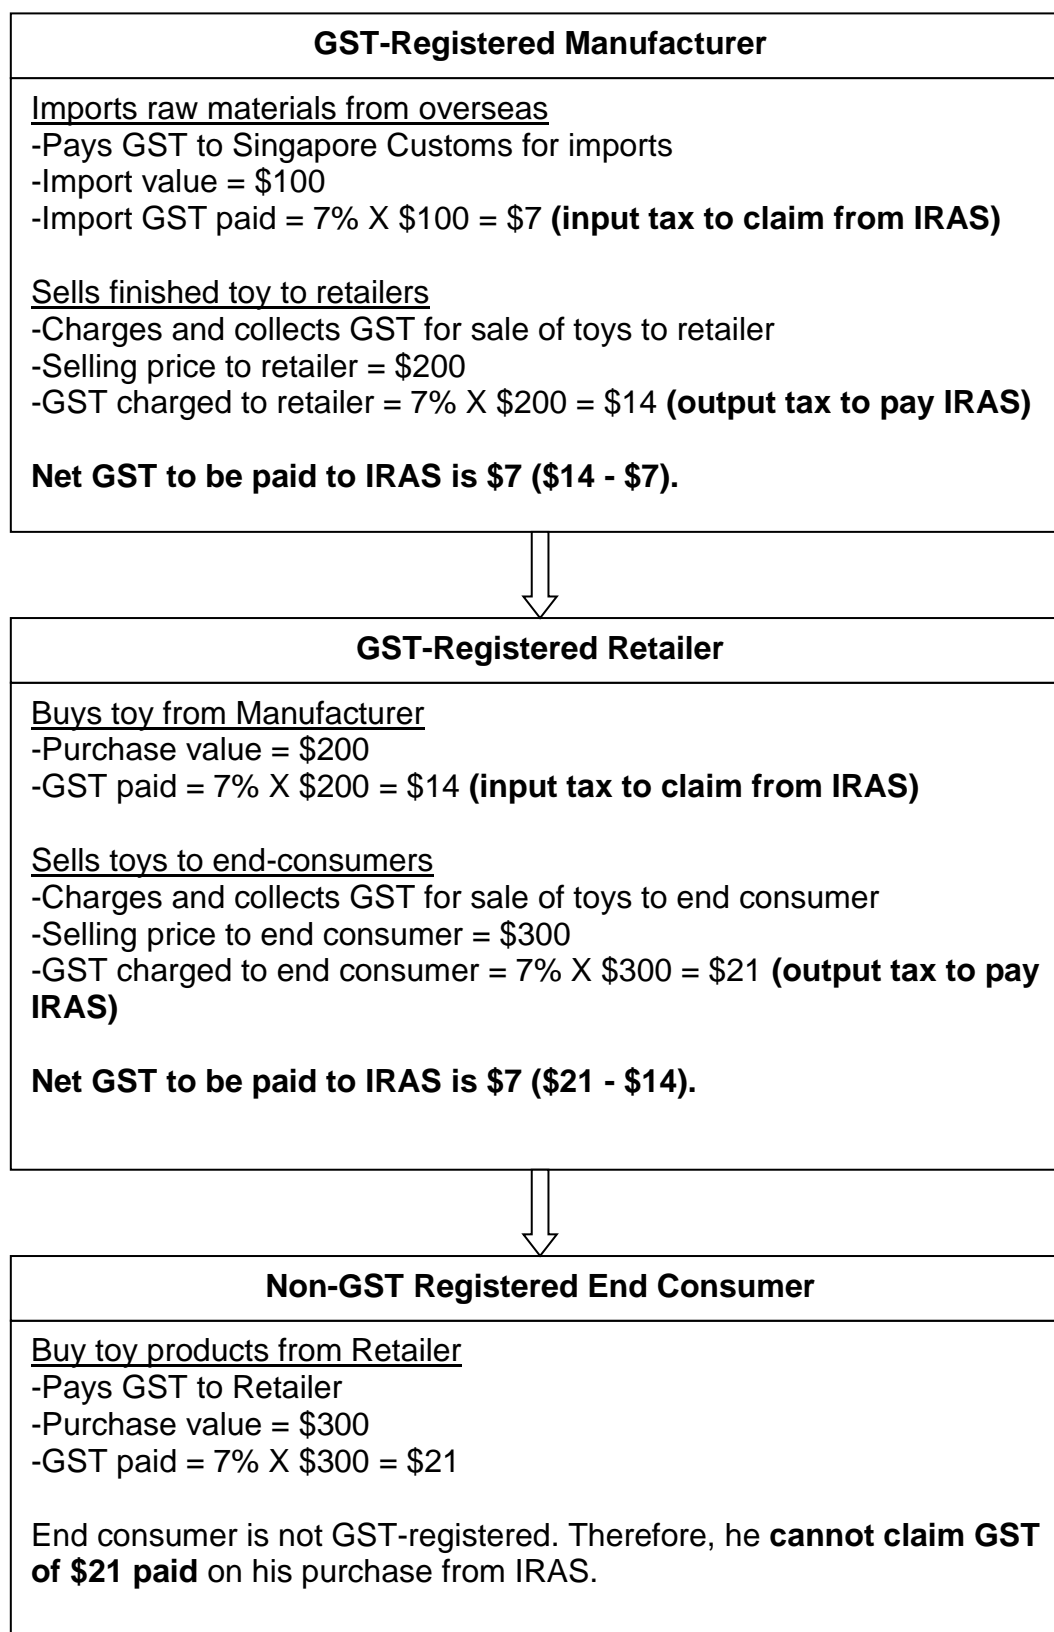 GST-Registered Manufacturer
Imports raw materials from overseas
-Pays GST to Singapore Customs for imports
-Import value = $100
-Import GST paid = 7% X $100 = $7 (input tax to claim from IRAS)
Sells finished toy to retailers
-Charges and collects GST for sale of toys to retailer
-Selling price to retailer = $200
-GST charged to retailer = 7% X $200 = $14 (output tax to pay IRAS)
Net GST to be paid to IRAS is $7 ($14 - $7).
GST-Registered Retailer
Buys toy from Manufacturer
-Purchase value = $200
-GST paid = 7% X $200 = $14 (input tax to claim from IRAS)
Sells toys to end-consumers
-Charges and collects GST for sale of toys to end consumer
-Selling price to end consumer = $300
-GST charged to end consumer = 7% X $300 = $21 (output tax to pay
IRAS)
Net GST to be paid to IRAS is $7 ($21 - $14).
Non-GST Registered End Consumer
Buy toy products from Retailer
-Pays GST to Retailer
-Purchase value = $300
-GST paid = 7% X $300 = $21
End consumer is not GST-registered. Therefore, he cannot claim GST
of $21 paid on his purchase from IRAS.